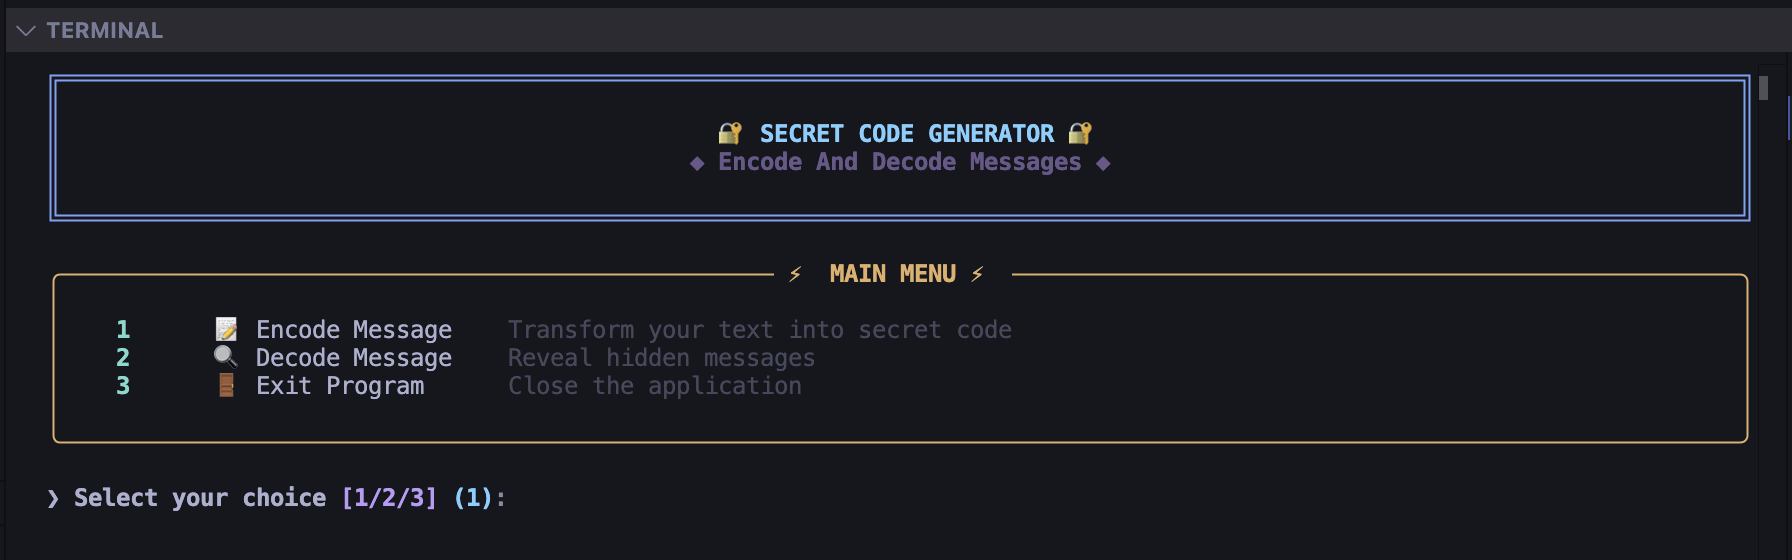 TERMINAL
🔐 SECRET CODE GENERATOR 🔐
◆ Encode And Decode Messages ◆
⚡ MAIN MENU ⚡
1 📝 Encode Message Transform your text into secret code
2 🔍 Decode Message Reveal hidden messages
3 🚪 Exit Program Close the application
❯ Select your choice [1/2/3] (1):